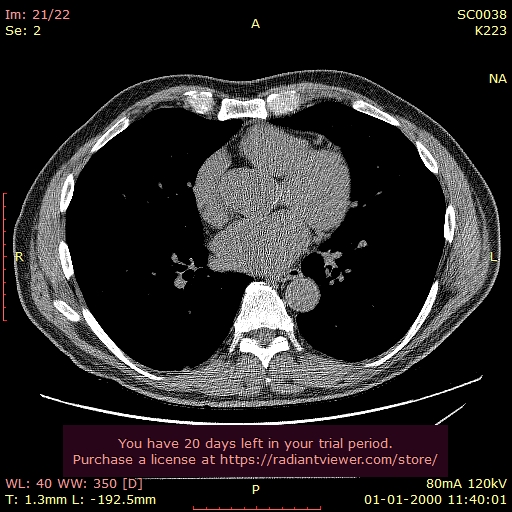 Im: 21/22
Se: 2
A
SC0038
K223
NA
R
L
You have 20 days left in your trial period.
Purchase a license at https://radiantviewer.com/store/
WL: 40 WW: 350 [D]
T: 1.3mm L: -192.5mm
P
80mA 120kV
01-01-2000 11:40:01